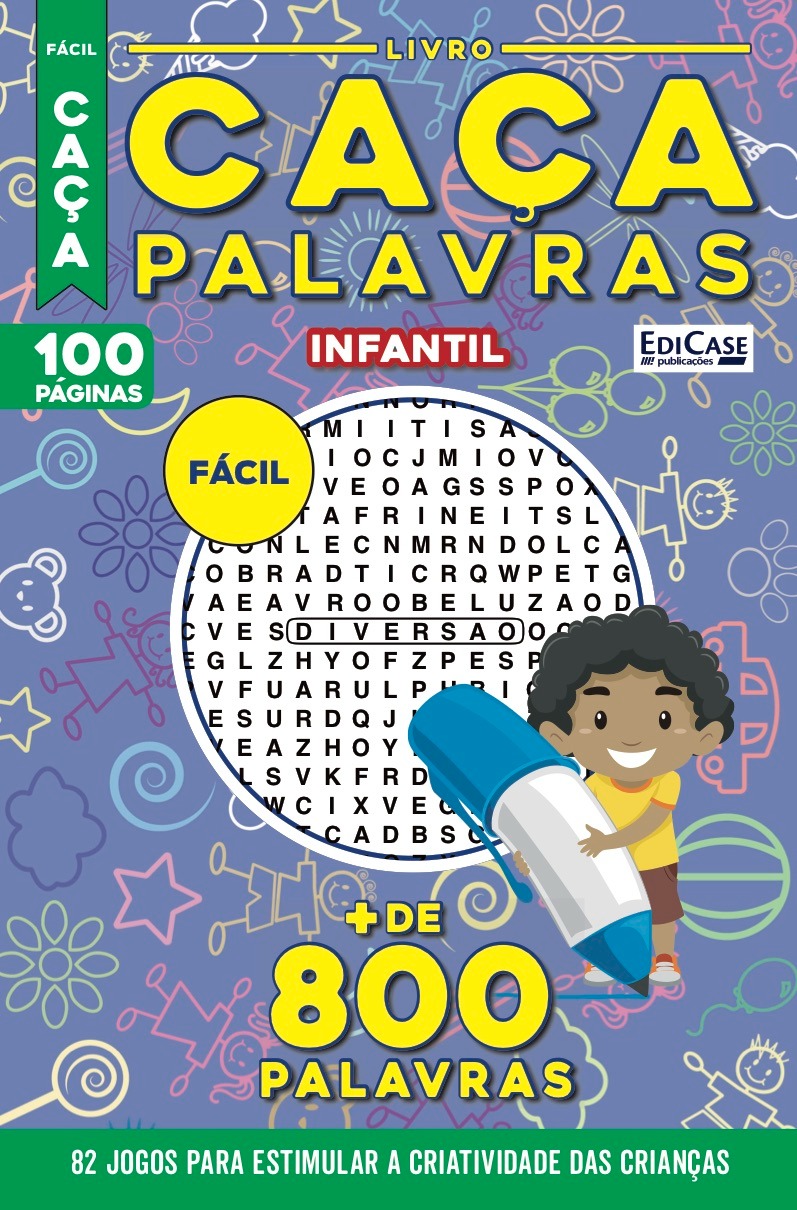 FÁCIL
CAÇA
LIVRO
CAÇA
PALAVRAS
100
PÁGINAS
INFANTIL
EDICASE
publicações
FÁCIL
M I I T I S A
I O C J M I O V O
V E O A G S S P O X
T A F R I N E I T S L
C O N L E C N M R N D O L C A
C O B R A D T I C R Q W P E T G
V A E A V R O O B E L U Z A O D
C V E S D I V E R S A O O
E G L Z H Y O F Z P E S P
V F U A R U L P U B I
E S U R D Q J
V E A Z H O Y
L S V K F R D
W C I X V E
T C A D B S
+ DE
800
PALAVRAS
82 JOGOS PARA ESTIMULAR A CRIATIVIDADE DAS CRIANÇAS